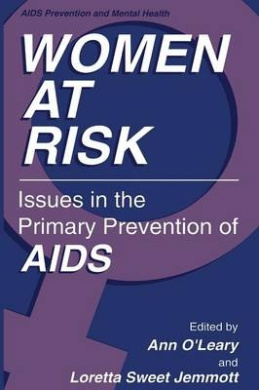 AIDS Prevention and Mental Health
WOMEN
AT
RISK
Issues in the
Primary Prevention of
AIDS
Edited by
Ann O'Leary
and
Loretta Sweet Jemmott